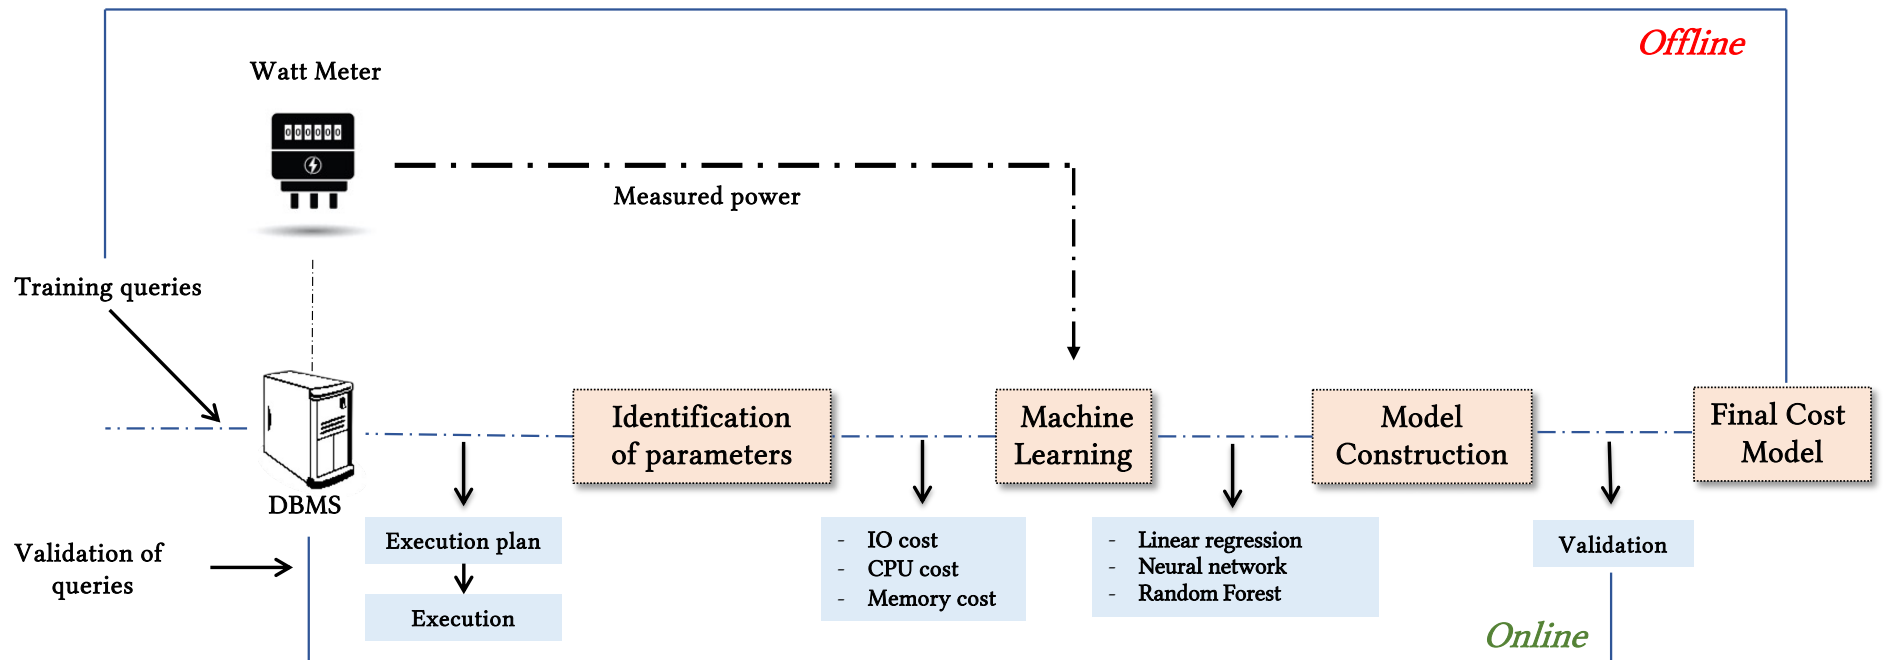 Offline
Watt Meter
000000
Measured power
Training queries
Identification
of parameters
Machine
Learning
Model
Construction
Final Cost
Model
DBMS
Validation of
queries
Execution plan
Execution
- IO cost
- CPU cost
- Memory cost
- Linear regression
- Neural network
- Random Forest
Validation
Online